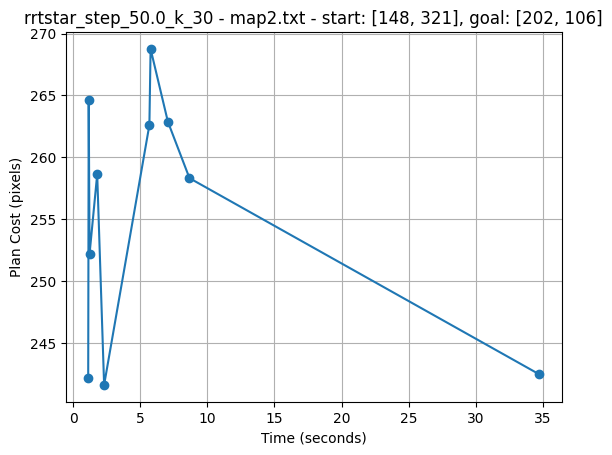 rrtstar_step_50.0_k_30 - map2.txt - start: [148, 321], goal: [202, 106]
270
265
260
255
250
245
Plan Cost (pixels)
0 5 10 15 20 25 30 35
Time (seconds)